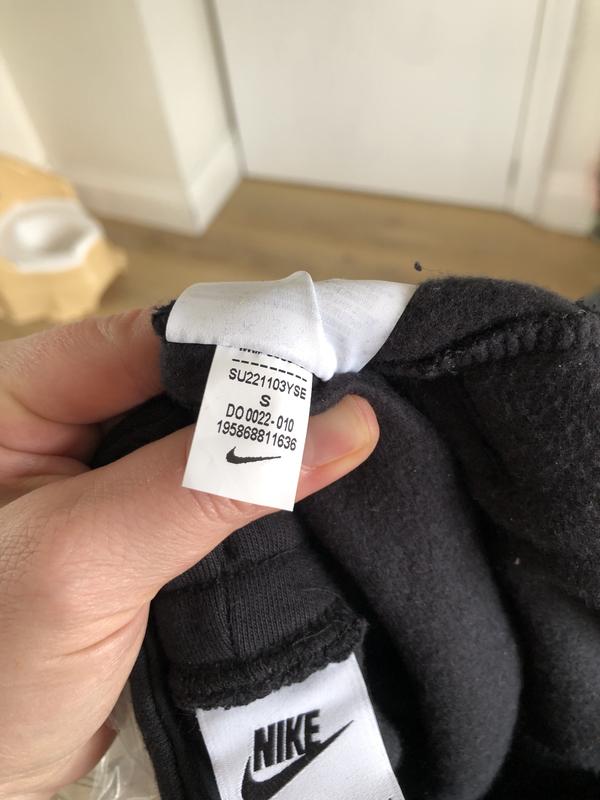 SU221103YSE
S
DO 0022-010
195868811636
NIKE